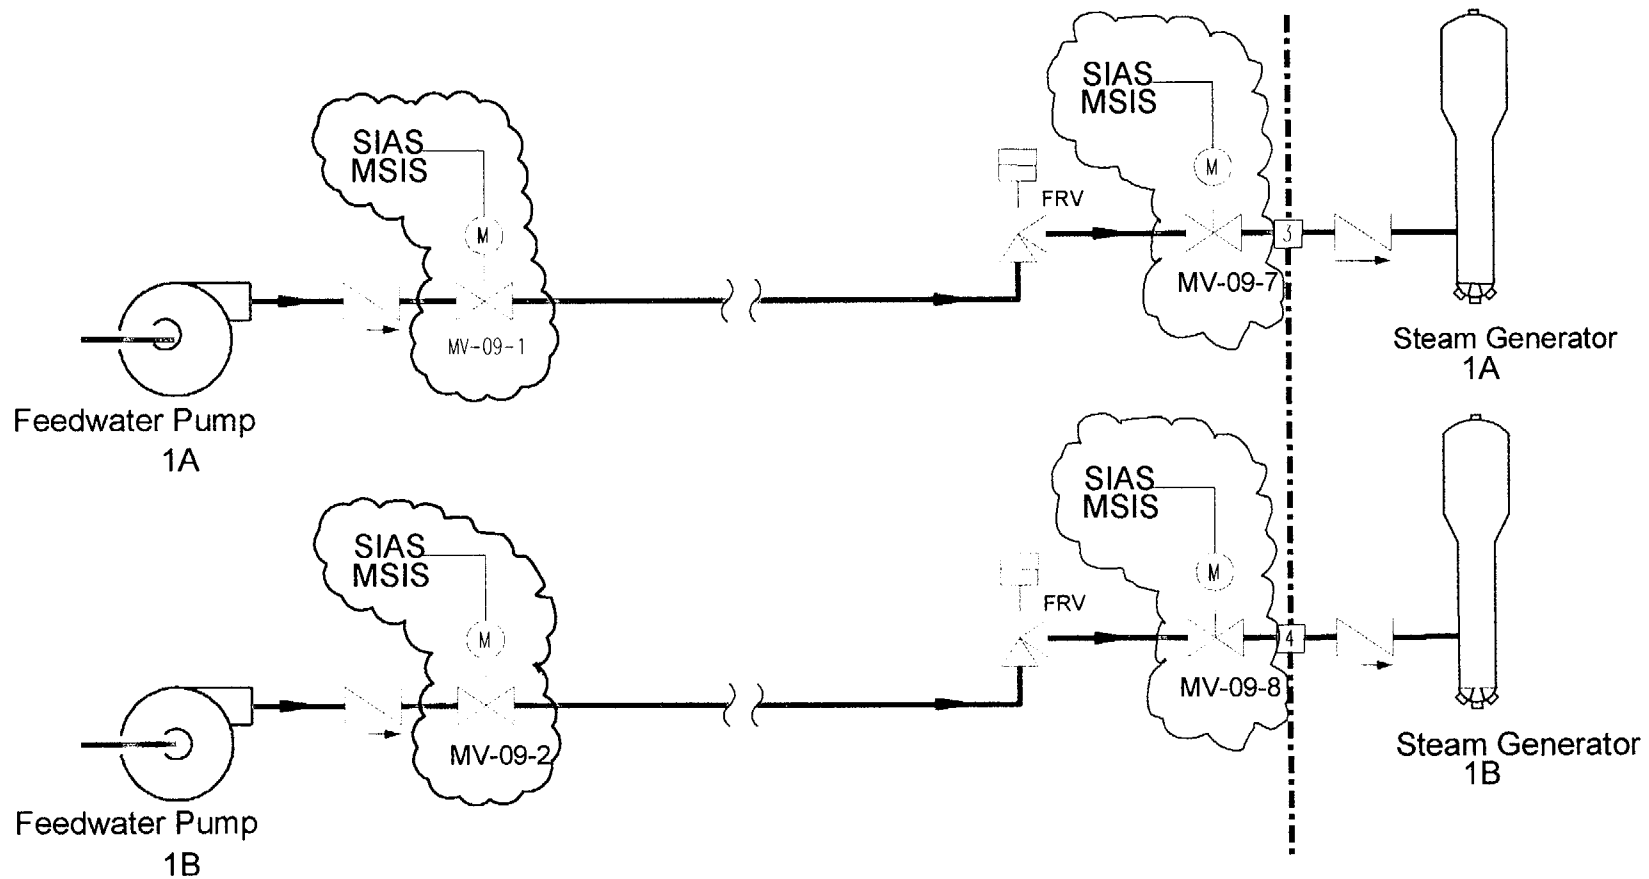 SIAS
MSIS
M
MV-09-1
Feedwater Pump
1A
SIAS
MSIS
M
FRV
3
MV-09-7
Steam Generator
1A
SIAS
MSIS
M
MV-09-2
Feedwater Pump
1B
SIAS
MSIS
M
FRV
4
MV-09-8
Steam Generator
1B